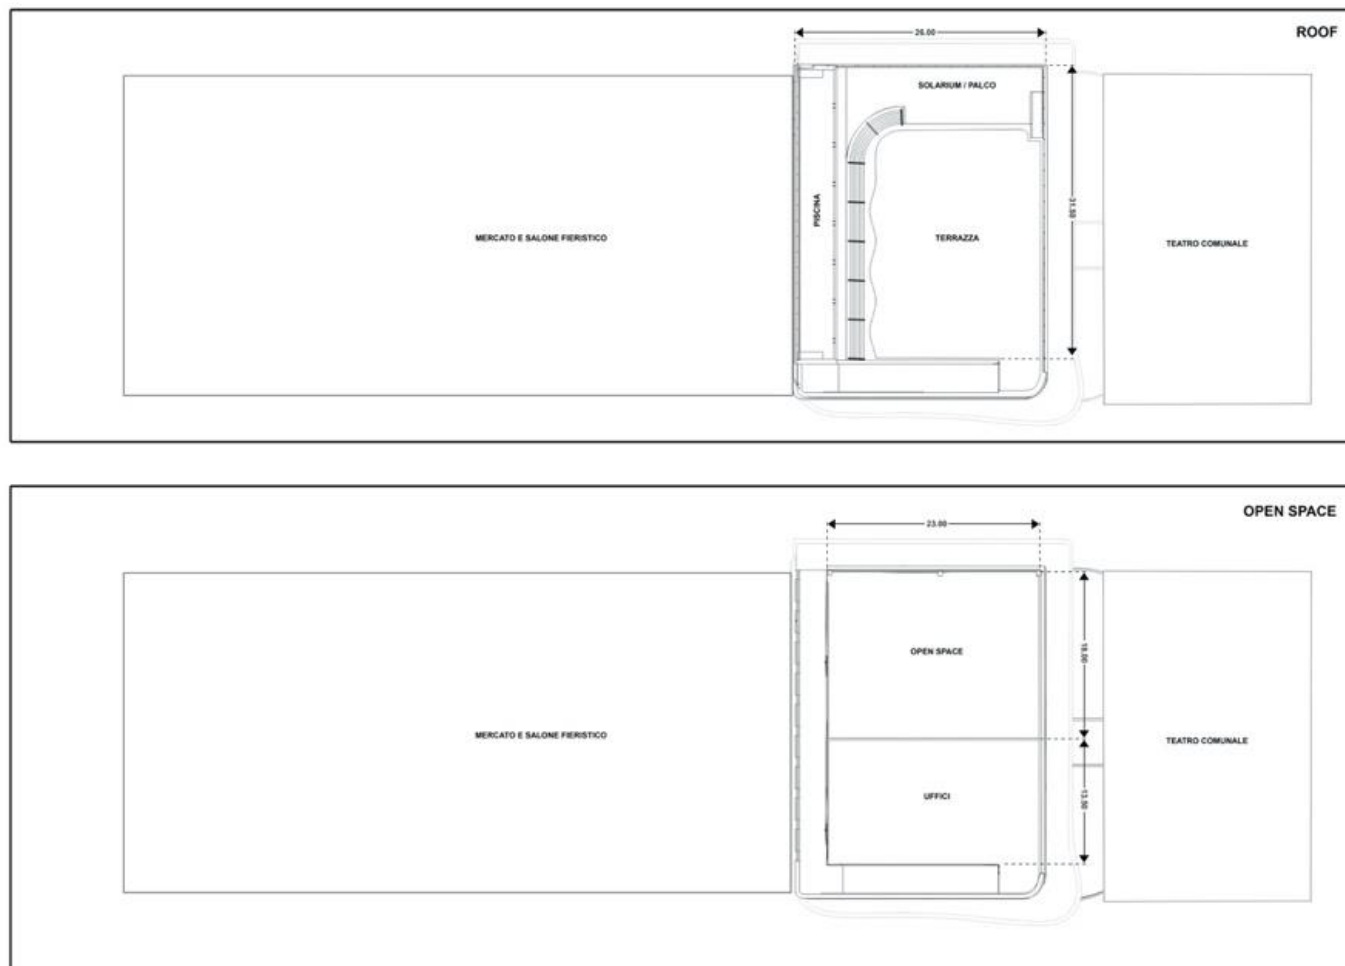 ROOF
26.00
SOLARIUM / PALCO
31.50
PISCINA
MERCATO E SALONE FIERISTICO
TERRAZZA
TEATRO COMUNALE
OPEN SPACE
23.00
OPEN SPACE
18.00
MERCATO E SALONE FIERISTICO
TEATRO COMUNALE
UFFICI
13.50